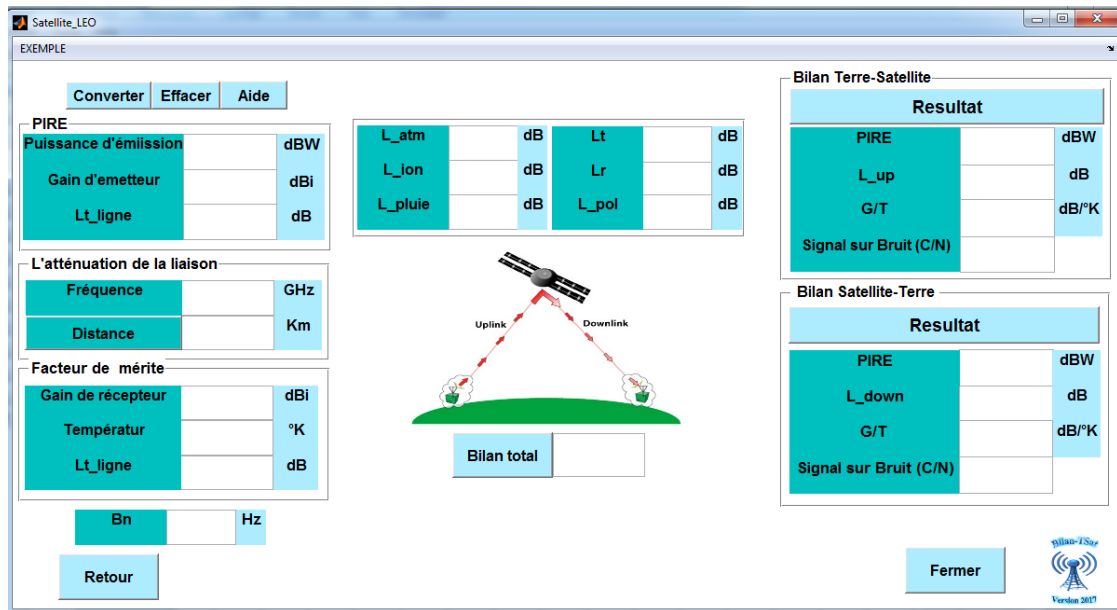 Satellite_LEO
EXEMPLE
Converter Effacer Aide
PIRE
Puissance d'émiission dBW
Gain d'emetteur dBi
Lt_ligne dB
L_atm dB Lt dB
L_ion dB Lr dB
L_pluie dB L_pol dB
L'atténuation de la liaison
Fréquence GHz
Distance Km
Facteur de mérite
Gain de récepteur dBi
Températur °K
Lt_ligne dB
Bn Hz
Retour
Uplink Downlink
Bilan total
Bilan Terre-Satellite
Resultat
PIRE dBW
L_up dB
G/T dB/°K
Signal sur Bruit (C/N)
Bilan Satellite-Terre
Resultat
PIRE dBW
L_down dB
G/T dB/°K
Signal sur Bruit (C/N)
Fermer
Bilan-TSat
Version 2017